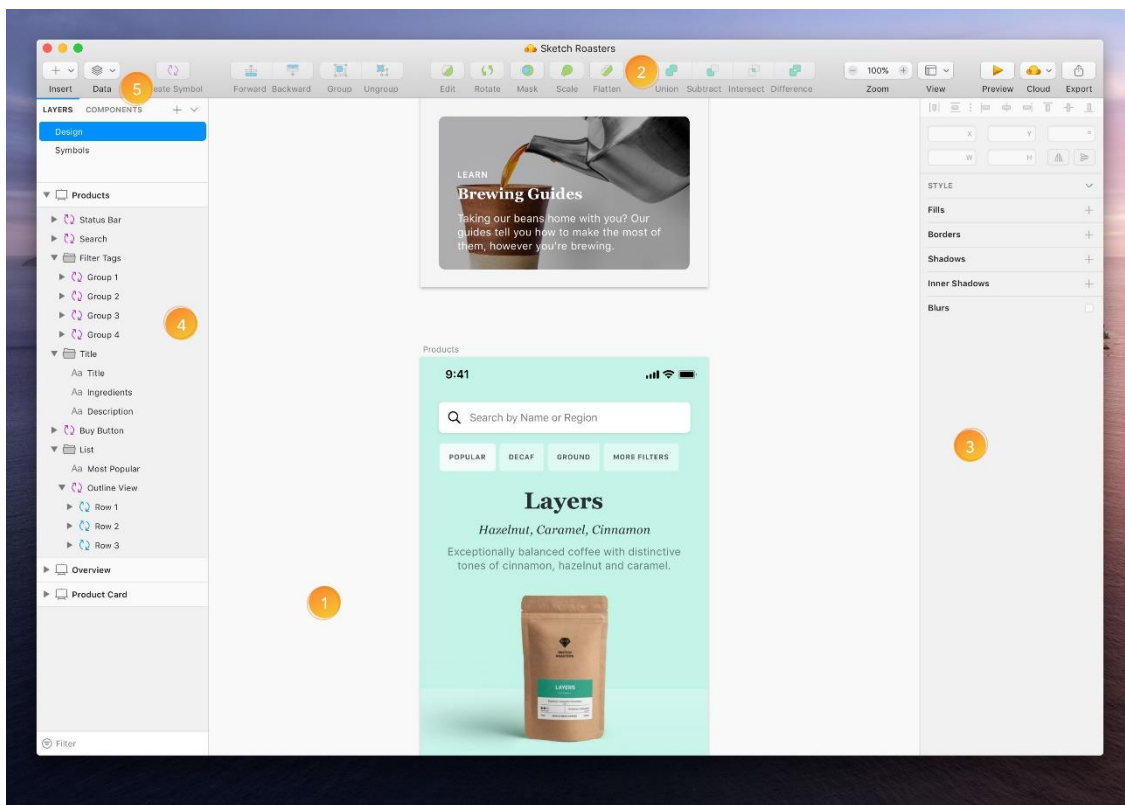 Sketch Roasters
100%
Insert Data 5 eate Symbol Forward Backward Group Ungroup Edit Rotate Mask Scale Flatten 2 Union Subtract Intersect Difference Zoom View Preview Cloud Export
LAYERS COMPONENTS
Design
Symbols
Products
Status Bar
Search
Filter Tags
Group 1
Group 2
Group 3
Group 4
4
Title
Aa Title
Aa Ingredients
Aa Description
Buy Button
List
Aa Most Popular
Outline View
Row 1
Row 2
Row 3
Overview
Product Card
Filter
1
LEARN
Brewing Guides
Taking our beans home with you? Our
guides tell you how to make the most of
them, however you're brewing.
Products
9:41
Search by Name or Region
POPULAR DECAF GROUND MORE FILTERS
Layers
Hazelnut, Caramel, Cinnamon
Exceptionally balanced coffee with distinctive
tones of cinnamon, hazelnut and caramel.
SKETCH
ROASTERS
LAYERS
X Y °
W H
STYLE
Fills
Borders
Shadows
Inner Shadows
Blurs
3